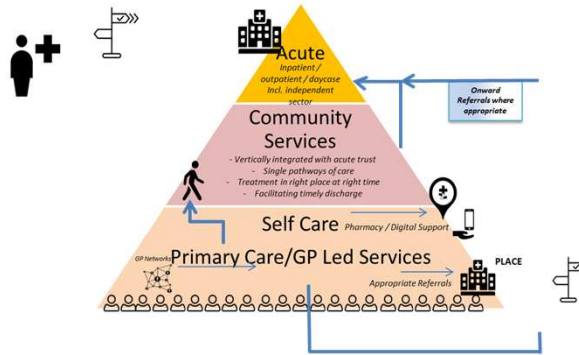 Acute
Inpatient /
outpatient / daycase
Incl. independent
sector
Onward
Referrals where
appropriate
Community
Services
- Vertically integrated with acute trust
- Single pathways of care
- Treatment in right place at right time
- Facilitating timely discharge
Self Care
Pharmacy / Digital Support
Primary Care/GP Led Services
GP Networks
PLACE
Appropriate Referrals